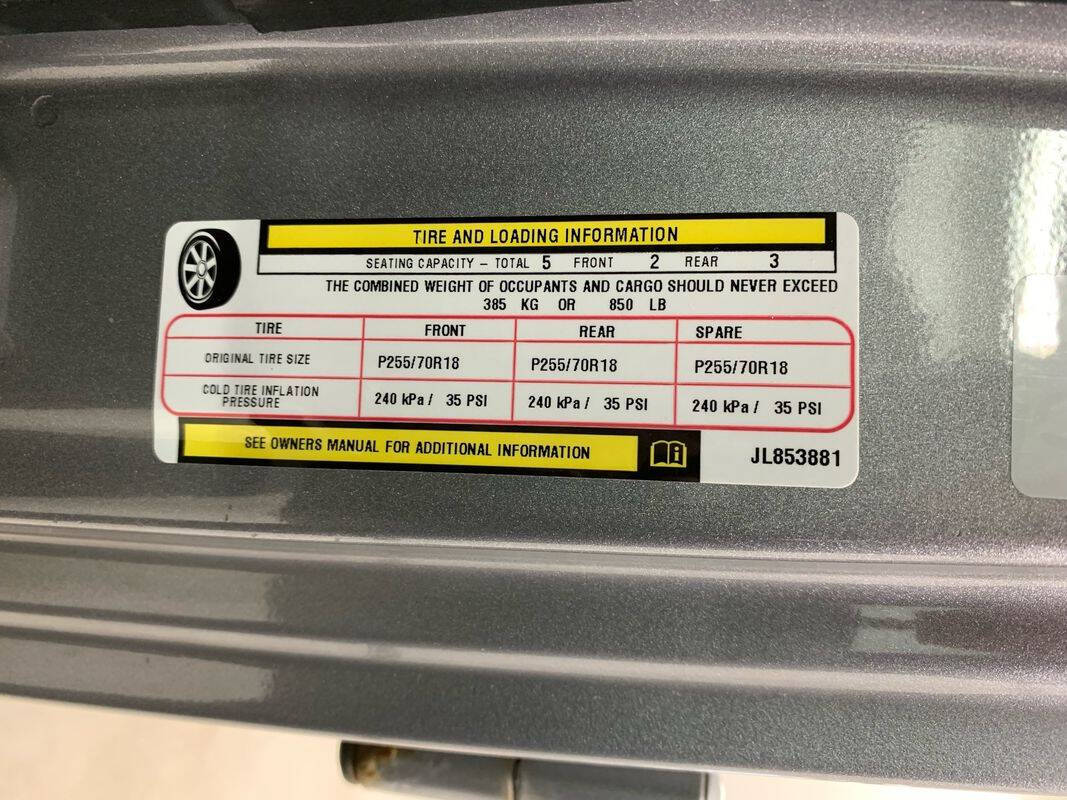 TIRE AND LOADING INFORMATION
SEATING CAPACITY – TOTAL 5 FRONT 2 REAR 3
THE COMBINED WEIGHT OF OCCUPANTS AND CARGO SHOULD NEVER EXCEED
385 KG OR 850 LB
TIRE FRONT REAR SPARE
ORIGINAL TIRE SIZE P255/70R18 P255/70R18 P255/70R18
COLD TIRE INFLATION
PRESSURE 240 kPa / 35 PSI 240 kPa / 35 PSI 240 kPa / 35 PSI
SEE OWNERS MANUAL FOR ADDITIONAL INFORMATION
JL853881